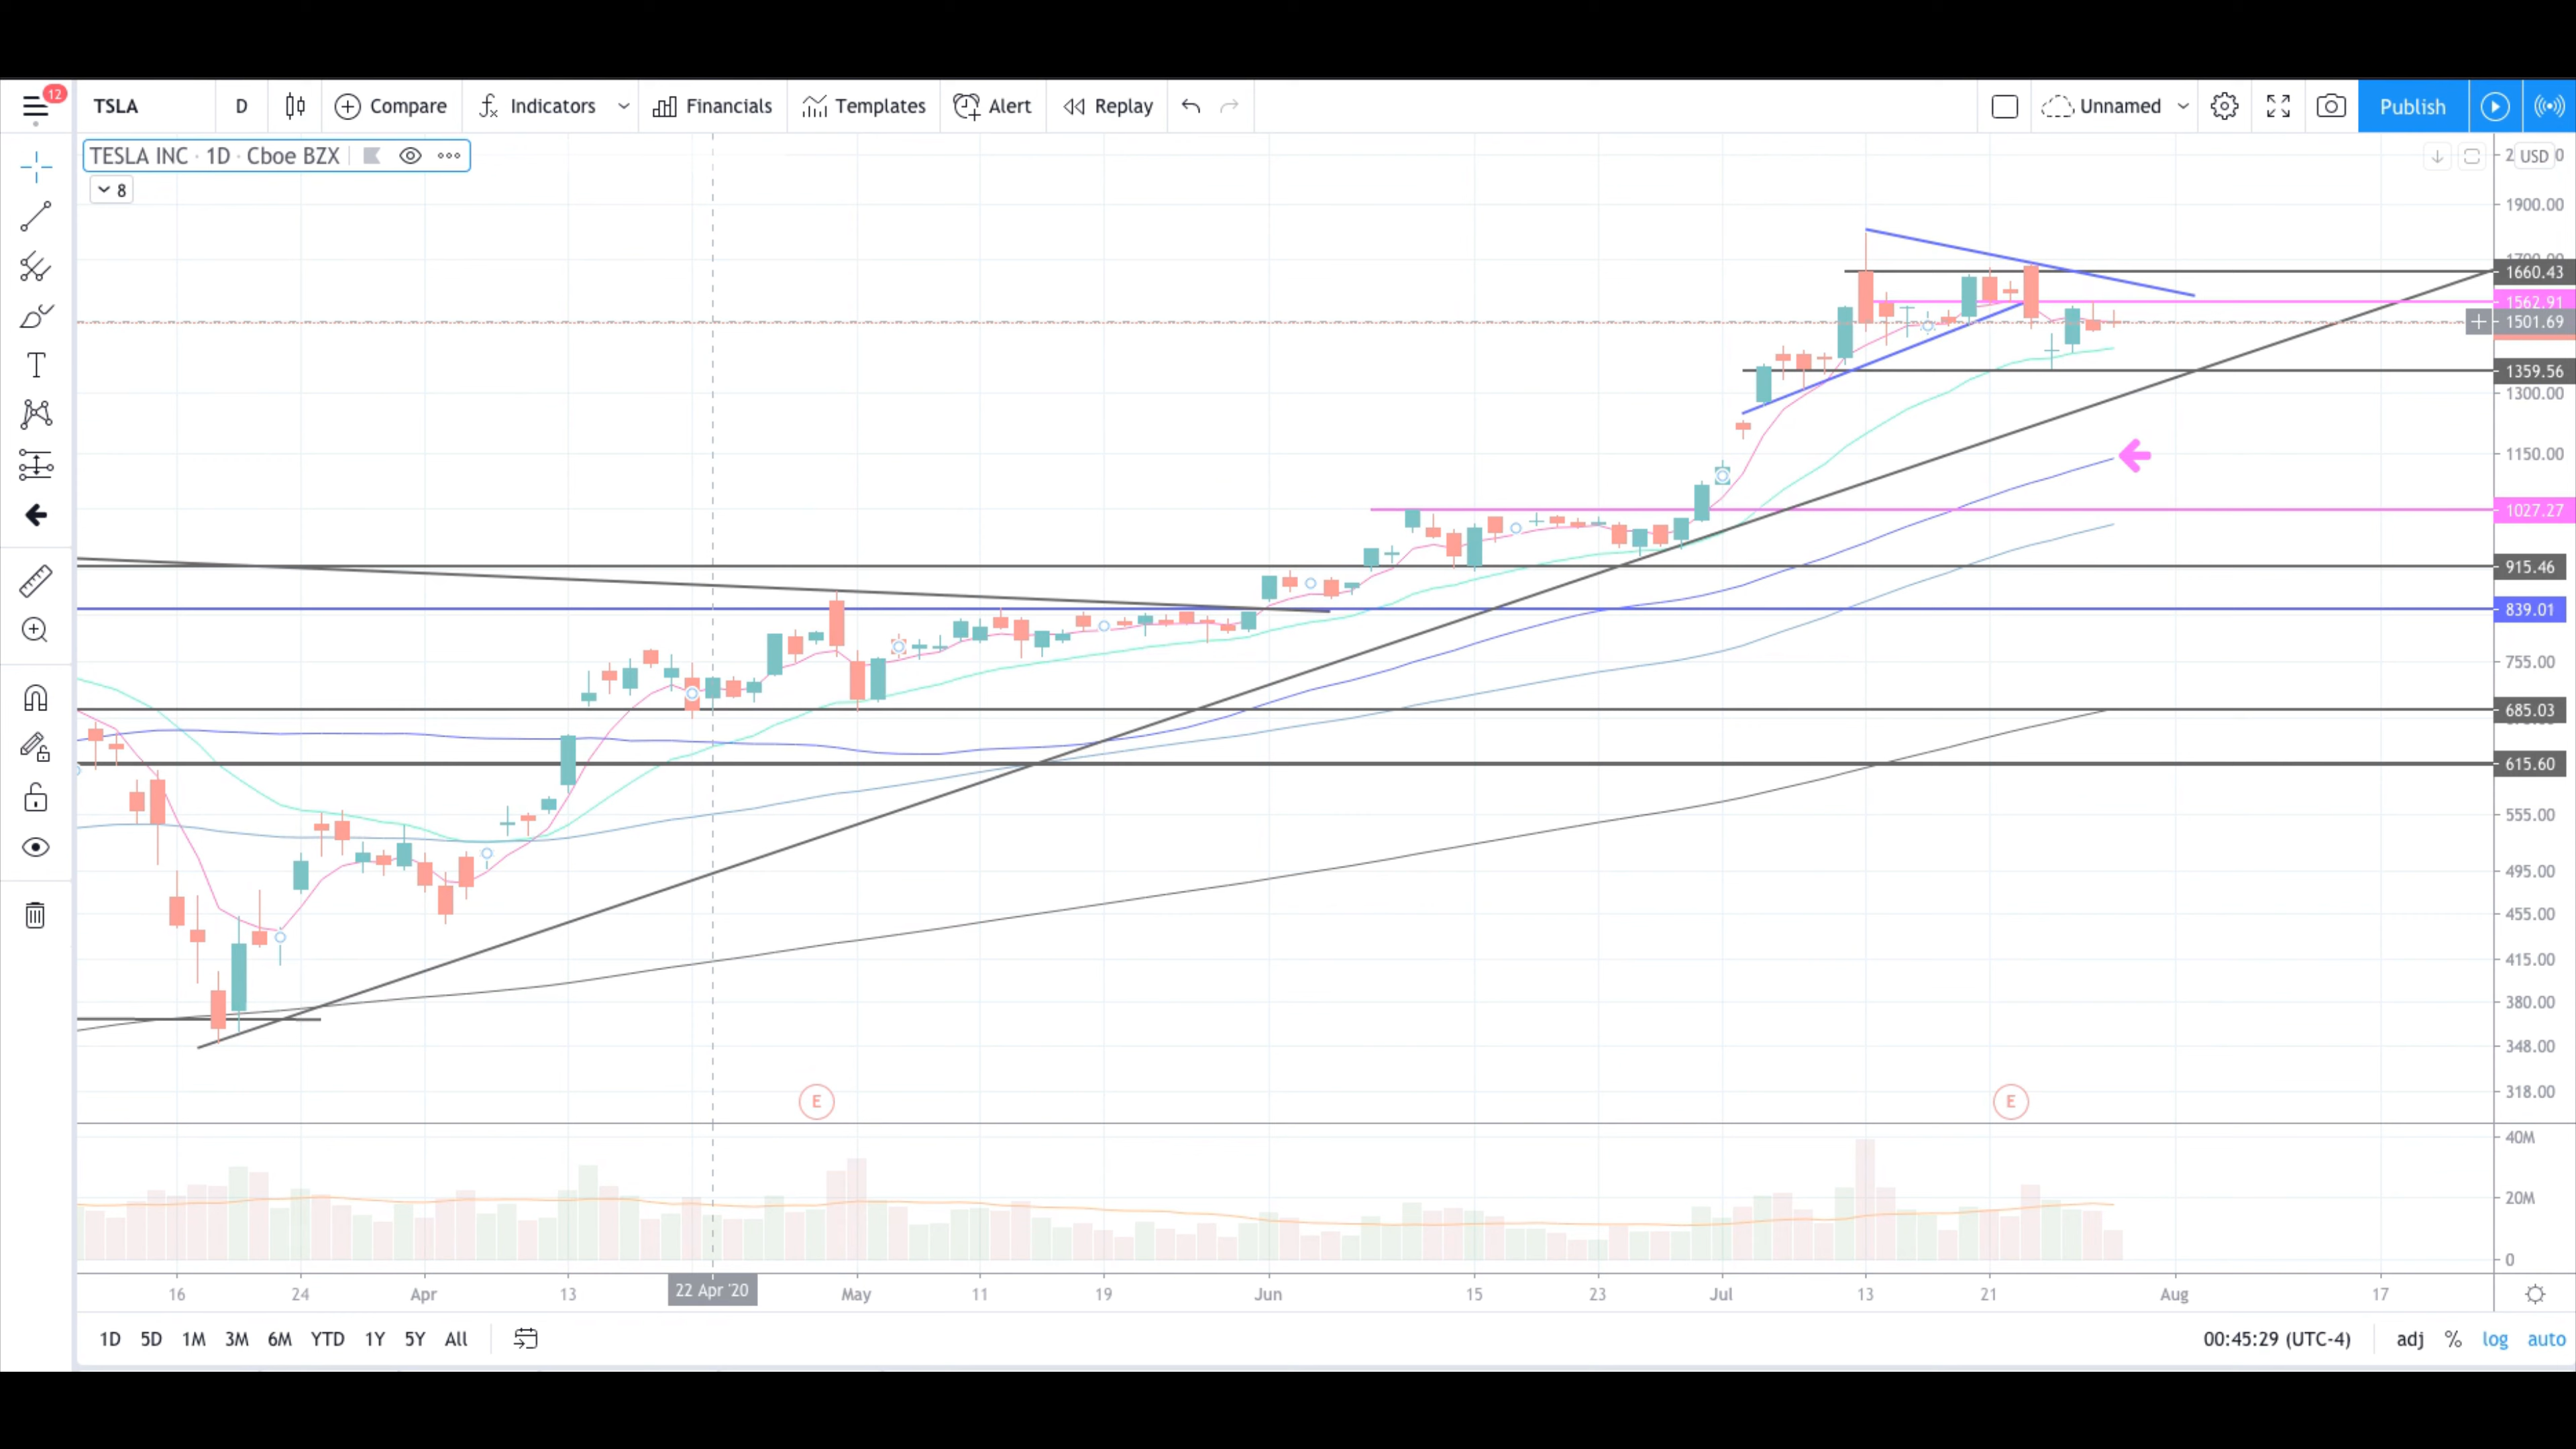 12
TSLA D Compare Indicators Financials Templates Alert Replay Unnamed Publish
TESLA INC · 1D · Cboe BZX
8
USD
1900.00
1660.43
1562.91
1501.69
1359.56
1300.00
1150.00
1027.27
915.46
839.01
755.00
685.03
615.60
555.00
495.00
455.00
415.00
380.00
348.00
318.00
E E
40M
20M
0
16 24 Apr 13 22 Apr '20 May 11 19 Jun 15 23 Jul 13 21 Aug 17
1D 5D 1M 3M 6M YTD 1Y 5Y All 00:45:29 (UTC-4) adj % log auto